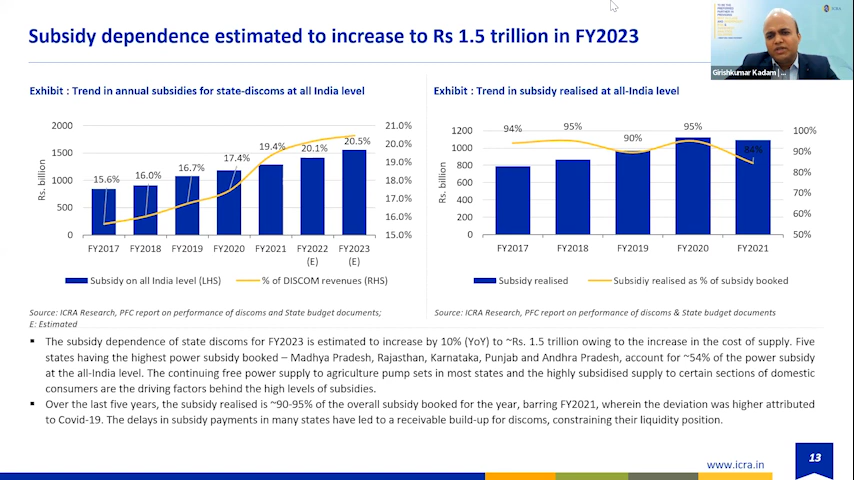 Subsidy dependence estimated to increase to Rs 1.5 trillion in FY2023
ICRA
Girishkumar Kadam | ...
Exhibit : Trend in annual subsidies for state-discoms at all India level
2000
1500
1000
500
0
Rs. billion
21.0%
20.0%
19.0%
18.0%
17.0%
16.0%
15.0%
15.6%
16.0%
16.7%
17.4%
19.4%
20.1%
20.5%
FY2017
FY2018
FY2019
FY2020
FY2021
FY2022
(E)
FY2023
(E)
Subsidy on all India level (LHS)
% of DISCOM revenues (RHS)
Source: ICRA Research, PFC report on performance of discoms and State budget documents;
E: Estimated
Exhibit : Trend in subsidy realised at all-India level
1200
1000
800
600
400
200
0
Rs. billion
100%
90%
80%
70%
60%
50%
94%
95%
90%
95%
84%
FY2017
FY2018
FY2019
FY2020
FY2021
Subsidy realised
Subsidiy realised as % of subsidy booked
Source: ICRA Research, PFC report on performance of discoms & State budget documents
▪ The subsidy dependence of state discoms for FY2023 is estimated to increase by 10% (YoY) to ~Rs. 1.5 trillion owing to the increase in the cost of supply. Five
states having the highest power subsidy booked – Madhya Pradesh, Rajasthan, Karnataka, Punjab and Andhra Pradesh, account for ~54% of the power subsidy
at the all-India level. The continuing free power supply to agriculture pump sets in most states and the highly subsidised supply to certain sections of domestic
consumers are the driving factors behind the high levels of subsidies.
▪ Over the last five years, the subsidy realised is ~90-95% of the overall subsidy booked for the year, barring FY2021, wherein the deviation was higher attributed
to Covid-19. The delays in subsidy payments in many states have led to a receivable build-up for discoms, constraining their liquidity position.
www.icra.in
13